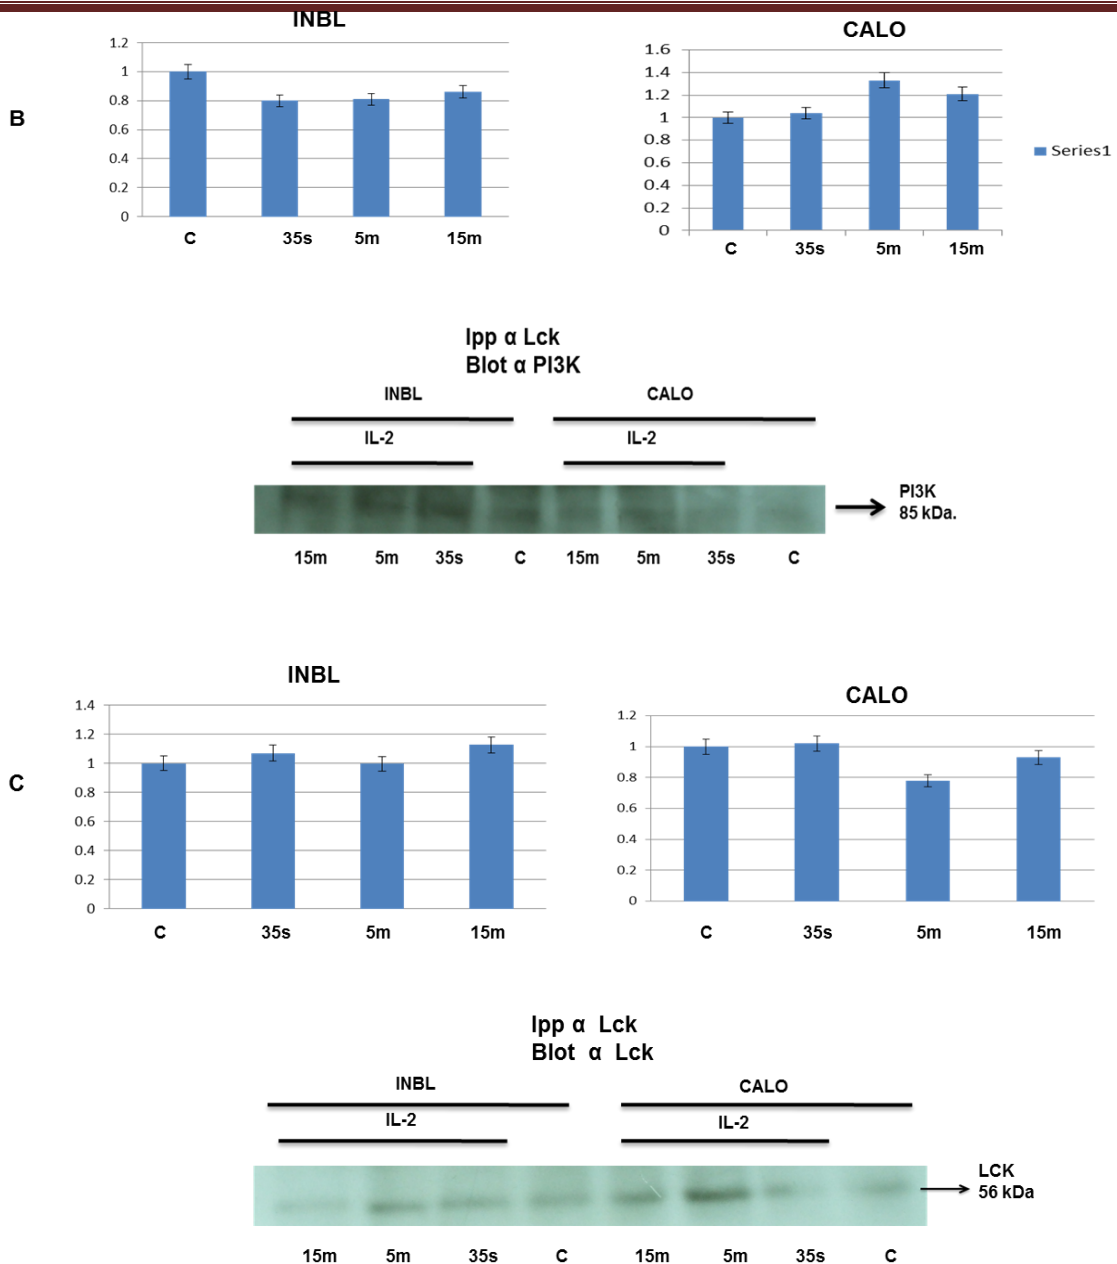 B
INBL
1.2
1
0.8
0.6
0.4
0.2
0
C 35s 5m 15m
CALO
1.6
1.4
1.2
1
0.8
0.6
0.4
0.2
0
C 35s 5m 15m
Series1
Ipp α Lck
Blot α PI3K
INBL CALO
IL-2 IL-2
PI3K
85 kDa.
15m 5m 35s C 15m 5m 35s C
C
INBL
1.4
1.2
1
0.8
0.6
0.4
0.2
0
C 35s 5m 15m
CALO
1.2
1
0.8
0.6
0.4
0.2
0
C 35s 5m 15m
Ipp α Lck
Blot α Lck
INBL CALO
IL-2 IL-2
LCK
56 kDa
15m 5m 35s C 15m 5m 35s C